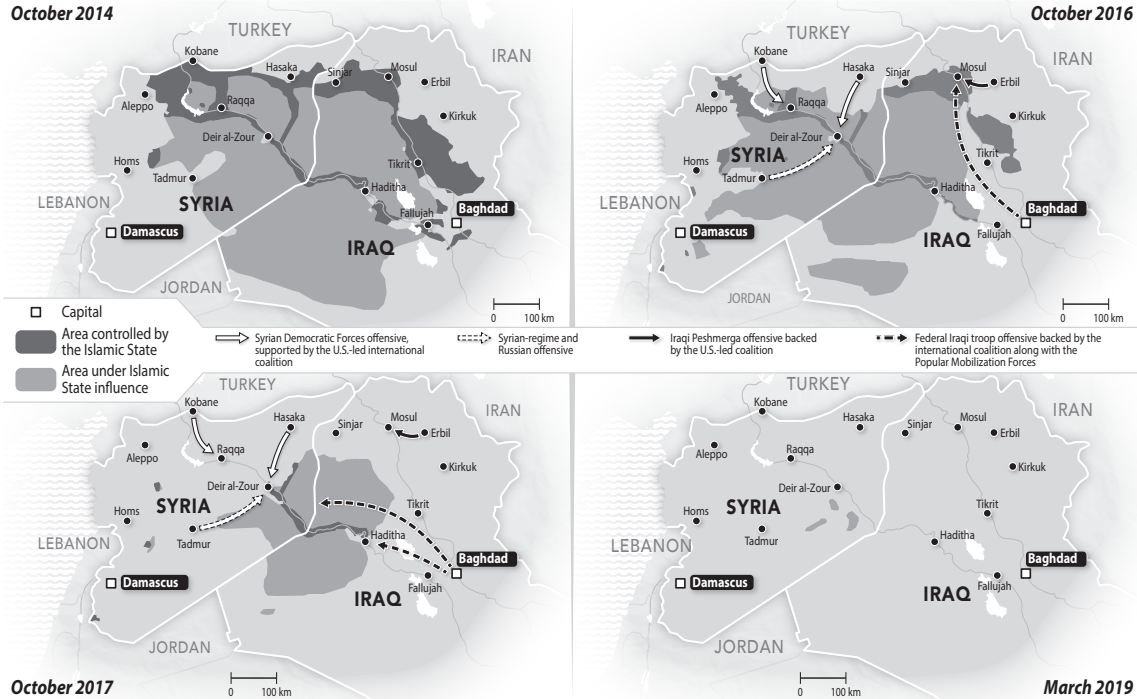 October 2014
TURKEY
IRAN
Kobane
Hasaka
Sinjar
Mosul
Erbil
Aleppo
Raqqa
Kirkuk
Deir al-Zour
Homs
Tadmur
Tikrit
SYRIA
Haditha
LEBANON
Fallujah
Baghdad
Damascus
IRAQ
JORDAN
0 100 km
October 2016
TURKEY
IRAN
Kobane
Hasaka
Sinjar
Mosul
Erbil
Aleppo
Raqqa
Kirkuk
Deir al-Zour
SYRIA
Homs
Tadmur
Tikrit
Haditha
LEBANON
Baghdad
Damascus
Fallujah
IRAQ
JORDAN
0 100 km
Capital
Area controlled by
the Islamic State
Area under Islamic
State influence
Syrian Democratic Forces offensive,
supported by the U.S.-led international
coalition
Syrian-regime and
Russian offensive
Iraqi Peshmerga offensive backed
by the U.S.-led coalition
Federal Iraqi troop offensive backed by the
international coalition along with the
Popular Mobilization Forces
TURKEY
IRAN
Kobane
Hasaka
Sinjar
Mosul
Erbil
Aleppo
Raqqa
Kirkuk
Deir al-Zour
SYRIA
Homs
Tadmur
Tikrit
Haditha
LEBANON
Baghdad
Damascus
Fallujah
IRAQ
JORDAN
0 100 km
October 2017
TURKEY
IRAN
Kobane
Hasaka
Sinjar
Mosul
Erbil
Aleppo
Raqqa
Kirkuk
Deir al-Zour
SYRIA
Homs
Tadmur
Tikrit
Haditha
LEBANON
Baghdad
Damascus
Fallujah
IRAQ
JORDAN
0 100 km
March 2019